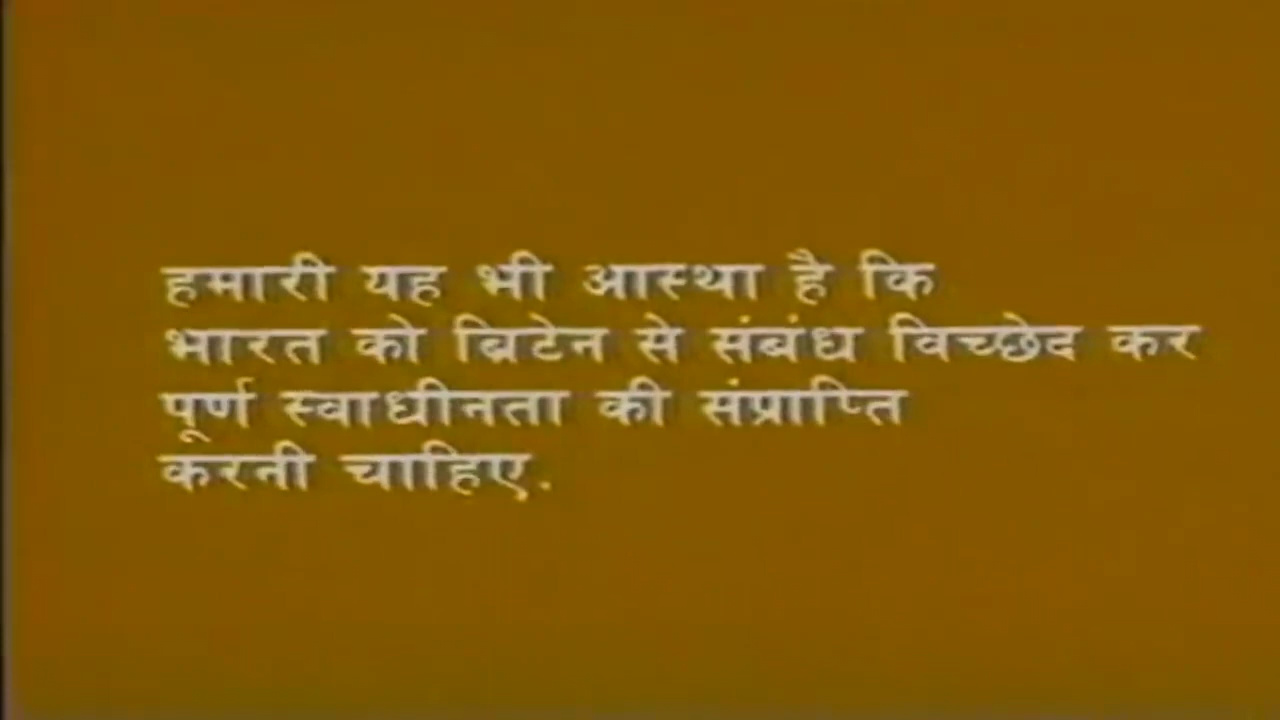 हमारी यह भी आस्था है कि
भारत को ब्रिटेन से संबंध विच्छेद कर
पूर्ण स्वाधीनता की संप्राप्ति
करनी चाहिए.